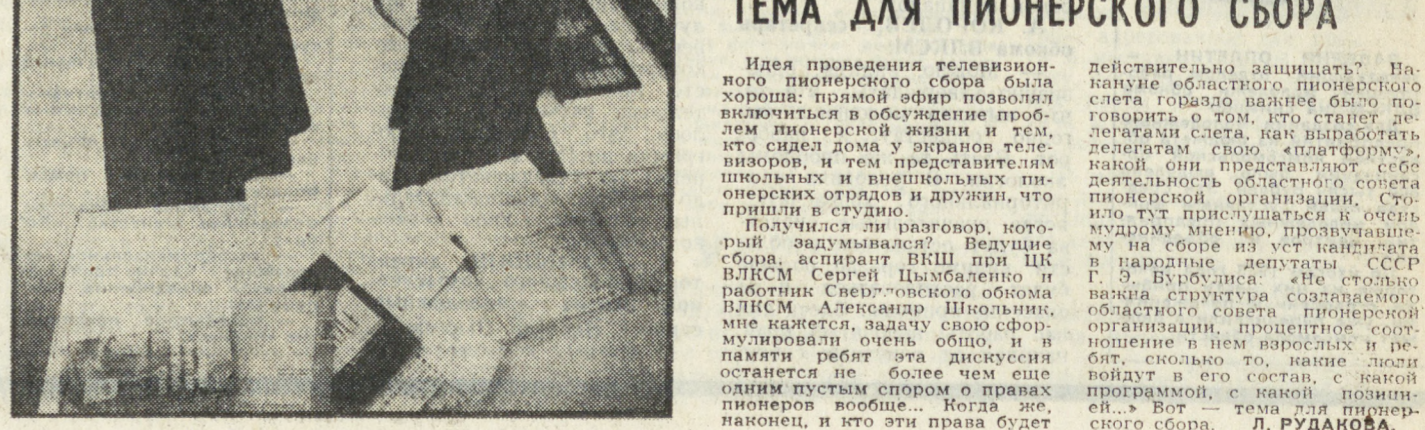 ТЕМА ДЛЯ ПИОНЕРСКОГО СБОРА
Идея проведения телевизион-
ного пионерского сбора была
хороша: прямой эфир позволял
включиться в обсуждение проб-
лем пионерской жизни и тем,
кто сидел дома у экранов теле-
визоров, и тем представителям
школьных и внешкольных пи-
онерских отрядов и дружин, что
пришли в студию.
Получился ли разговор, кото-
рый задумывался? Ведущие
сбора, аспирант ВКШ при ЦК
ВЛКСМ Сергей Цымбаленко и
работник Свердловского обкома
ВЛКСМ Александр Школьник,
мне кажется, задачу свою сфор-
мулировали очень общо, и в
памяти ребят эта дискуссия
останется не более чем еще
одним пустым спором о правах
пионеров вообще... Когда же,
наконец, и кто эти права будет
действительно защищать? На-
кануне областного пионерского
слета гораздо важнее было по-
говорить о том, кто станет де-
легатами слета, как выработать
делегатам свою «платформу»,
какой они представляют себе
деятельность областного совета
пионерской организации. Сто-
ило тут прислушаться к очень
мудрому мнению, прозвучавше-
му на сборе из уст кандидата
в народные депутаты СССР
Г. Э. Бурбулиса: «Не столько
важна структура создаваемого
областного совета пионерской
организации, процентное соот-
ношение в нем взрослых и ре-
бят, сколько то, какие люди
войдут в его состав, с какой
программой, с какой позици-
ей...» Вот — тема для пионер-
ского сбора. Л. РУДАКОВА.